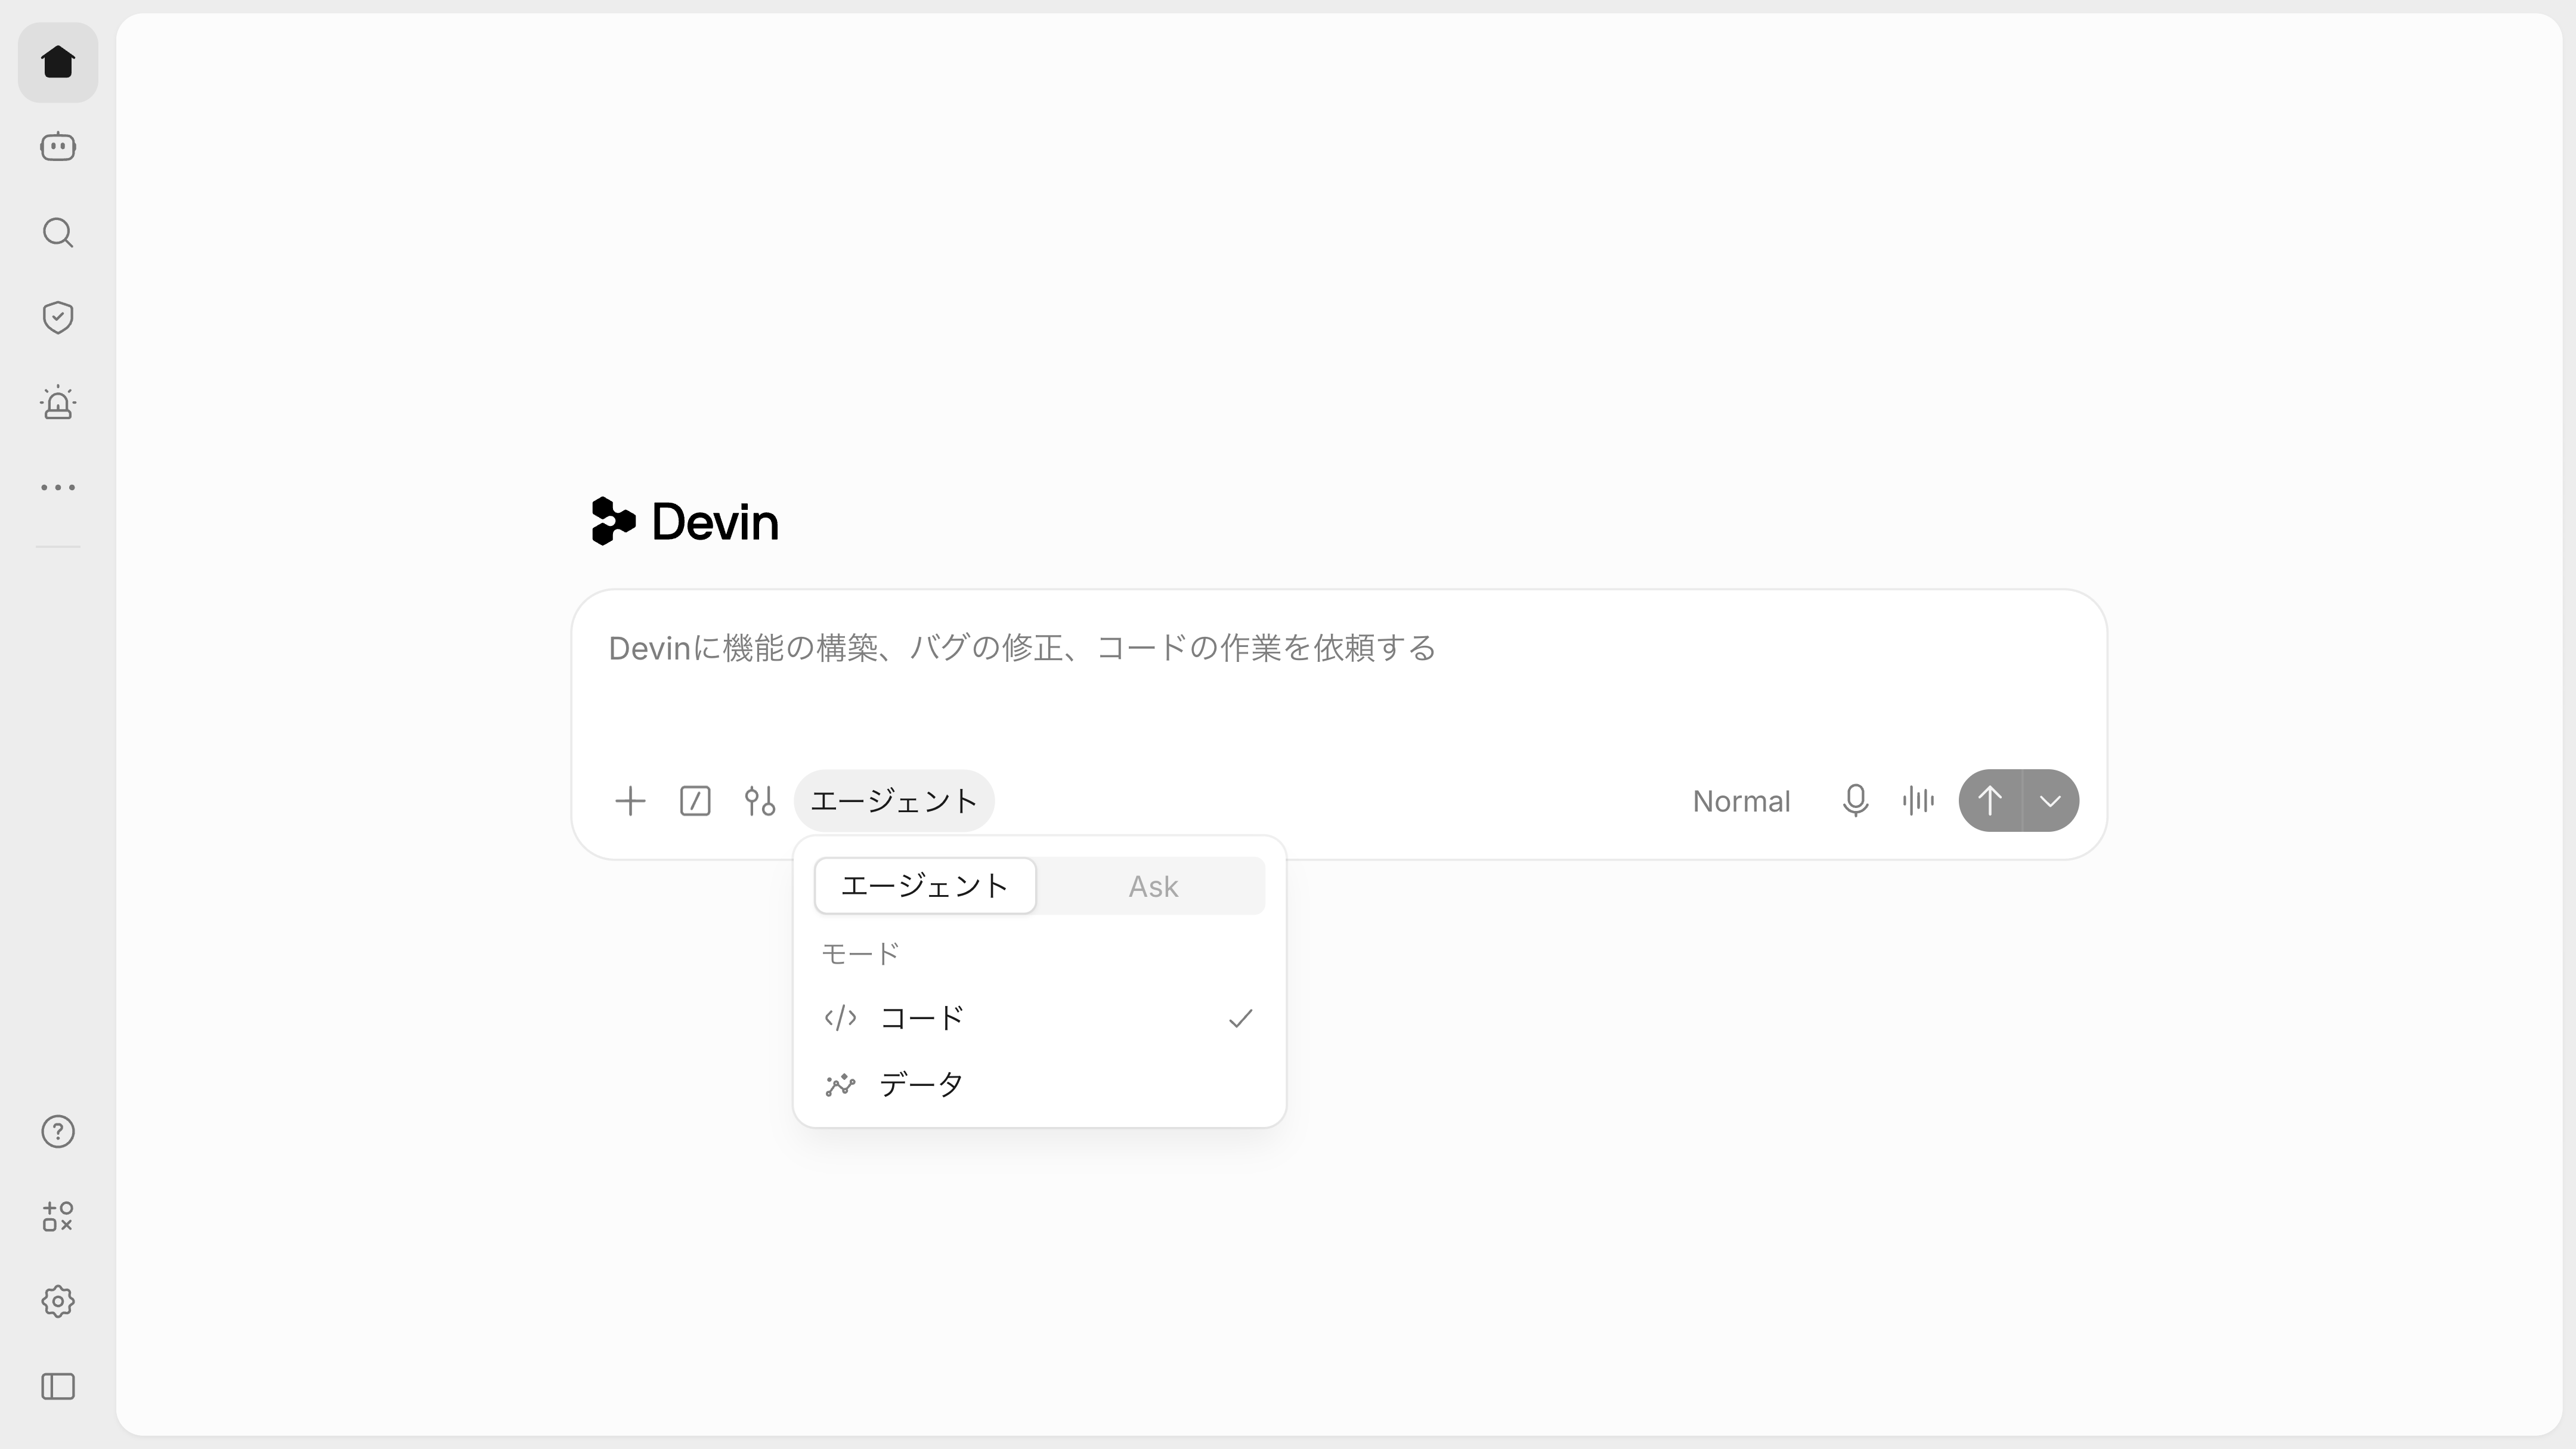 Devin
Devinに機能の構築、バグの修正、コードの作業を依頼する
エージェント
Normal
エージェント
Ask
モード
コード
データ